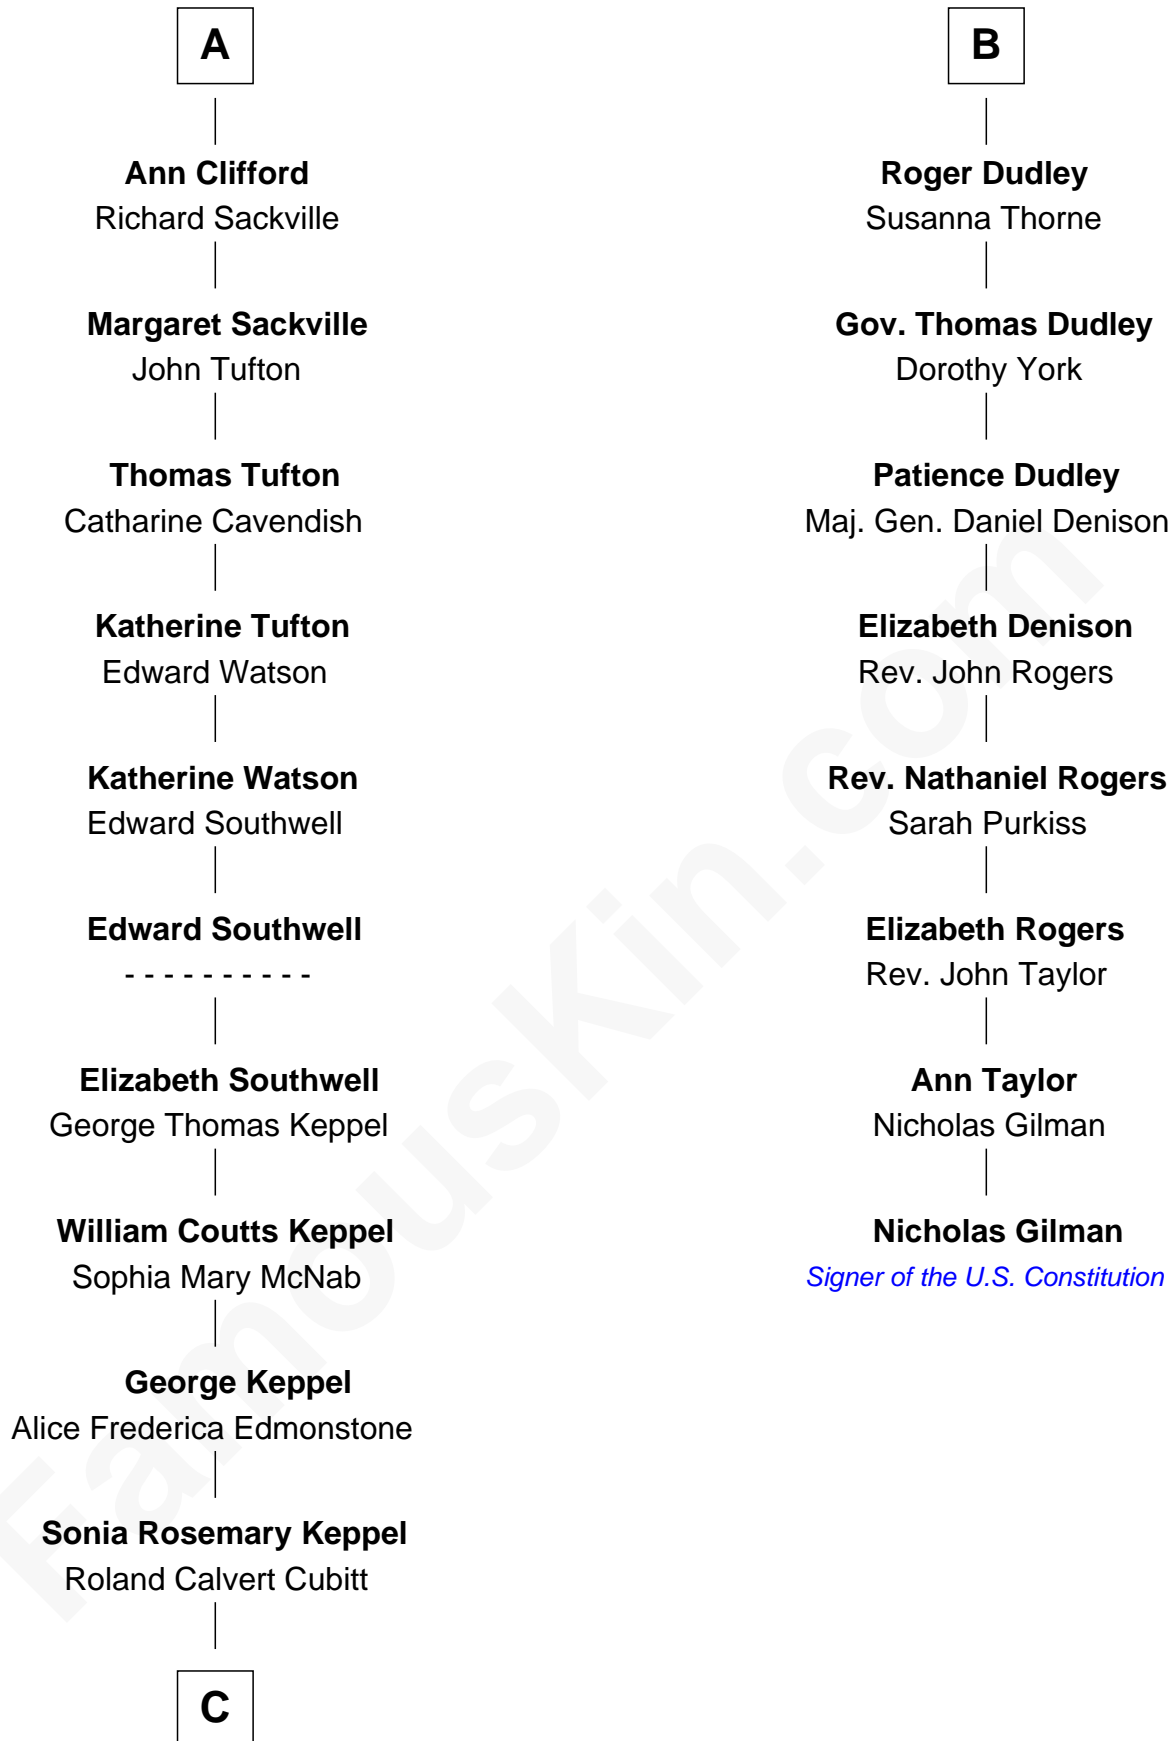 A
Ann Clifford
Richard Sackville
Margaret Sackville
John Tufton
Thomas Tufton
Catharine Cavendish
Katherine Tufton
Edward Watson
Katherine Watson
Edward Southwell
Edward Southwell
- - - - - - - - - -
Elizabeth Southwell
George Thomas Keppel
William Coutts Keppel
Sophia Mary McNab
George Keppel
Alice Frederica Edmonstone
Sonia Rosemary Keppel
Roland Calvert Cubitt
C
B
Roger Dudley
Susanna Thorne
Gov. Thomas Dudley
Dorothy York
Patience Dudley
Maj. Gen. Daniel Denison
Elizabeth Denison
Rev. John Rogers
Rev. Nathaniel Rogers
Sarah Purkiss
Elizabeth Rogers
Rev. John Taylor
Ann Taylor
Nicholas Gilman
Nicholas Gilman
Signer of the U.S. Constitution
FamousKin.com